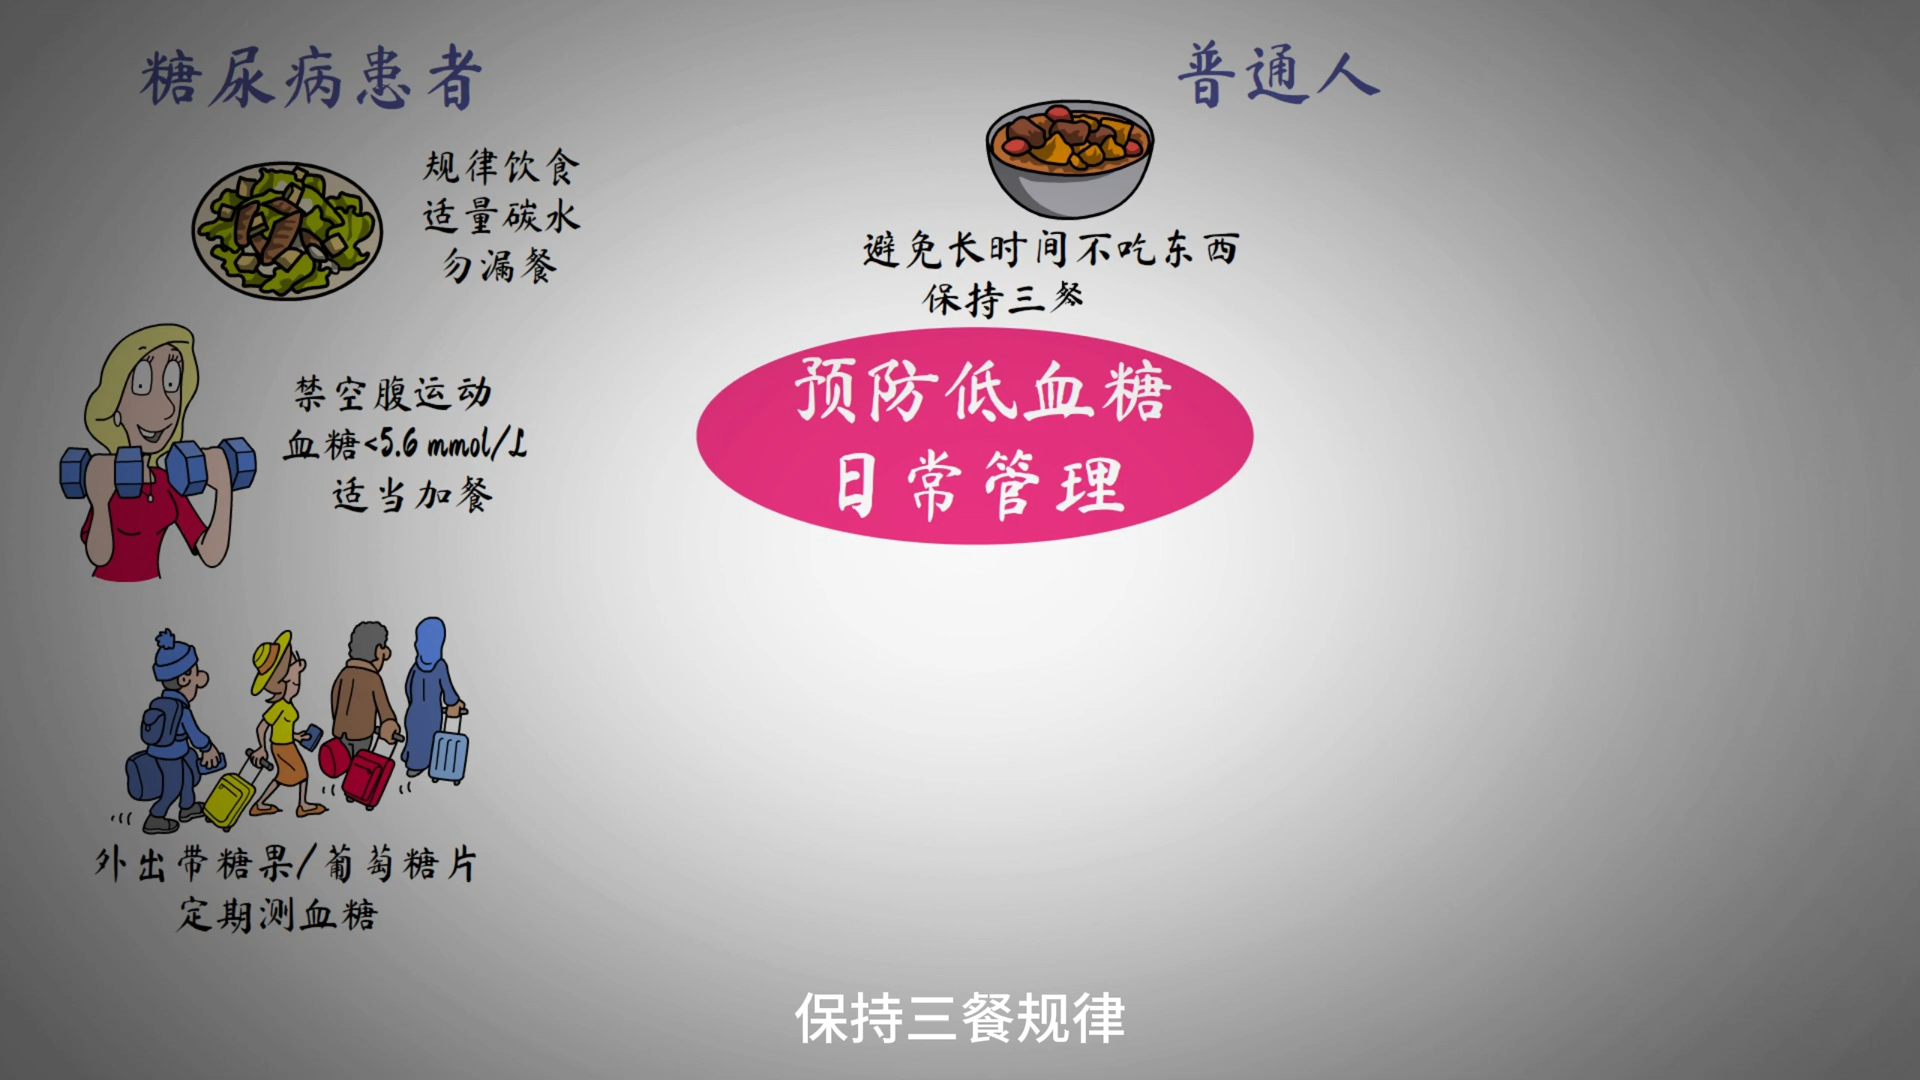 糖尿病患者
规律饮食
适量碳水
勿漏餐
禁空腹运动
血糖<5.6 mmol/L
适当加餐
外出带糖果/葡萄糖片
定期测血糖
普通人
避免长时间不吃东西
保持三餐
预防低血糖
日常管理
保持三餐规律